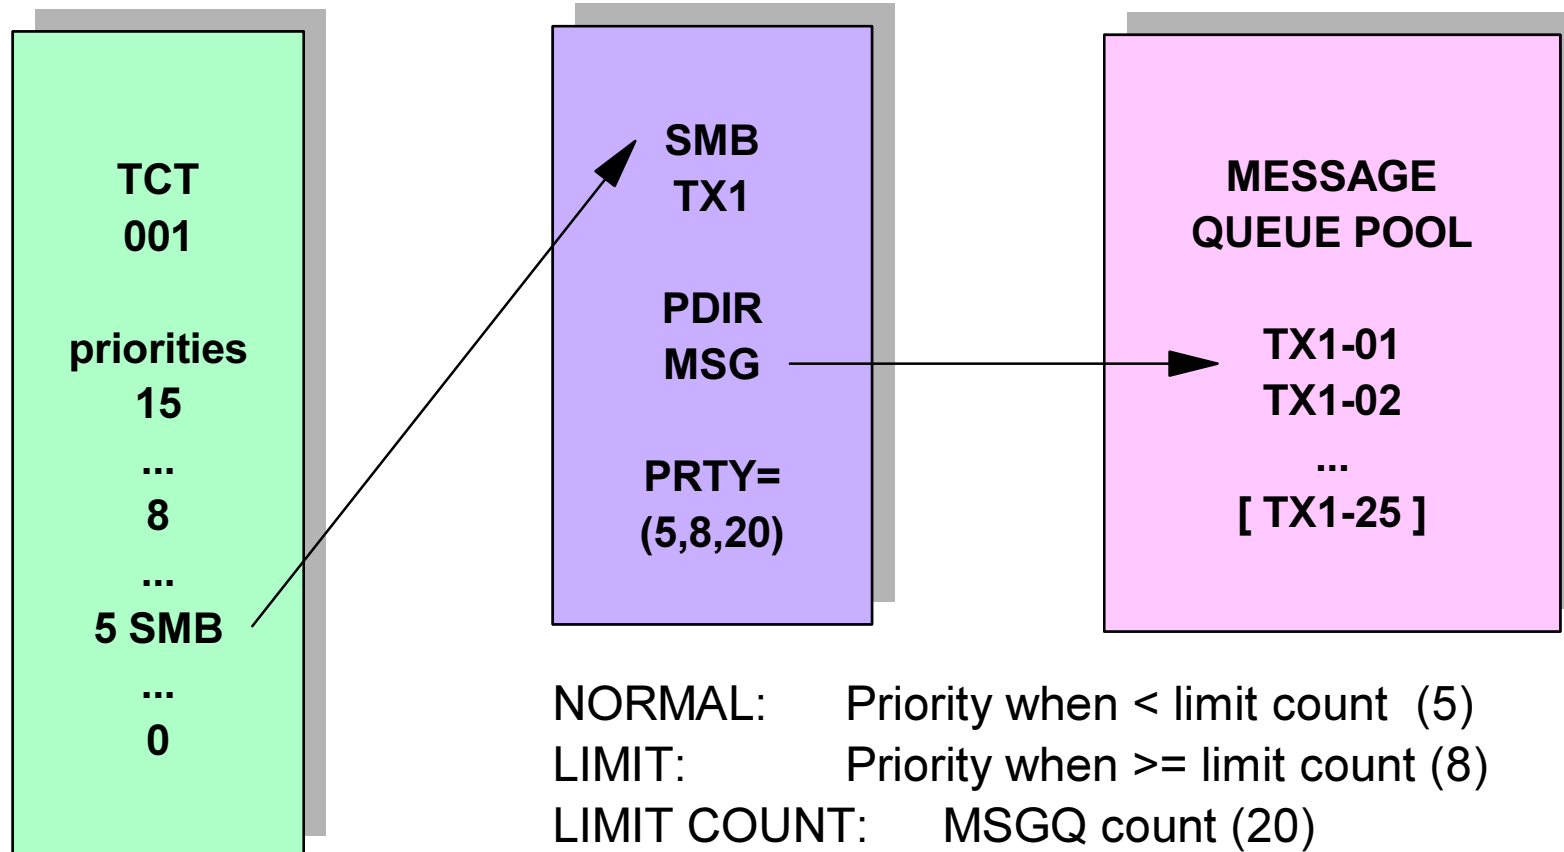 TCT
001
priorities
15
...
8
...
5 SMB
...
0
SMB
TX1
PDIR
MSG
PRTY=
(5,8,20)
MESSAGE
QUEUE POOL
TX1-01
TX1-02
...
[ TX1-25 ]
NORMAL: Priority when < limit count (5)
LIMIT: Priority when >= limit count (8)
LIMIT COUNT: MSGQ count (20)